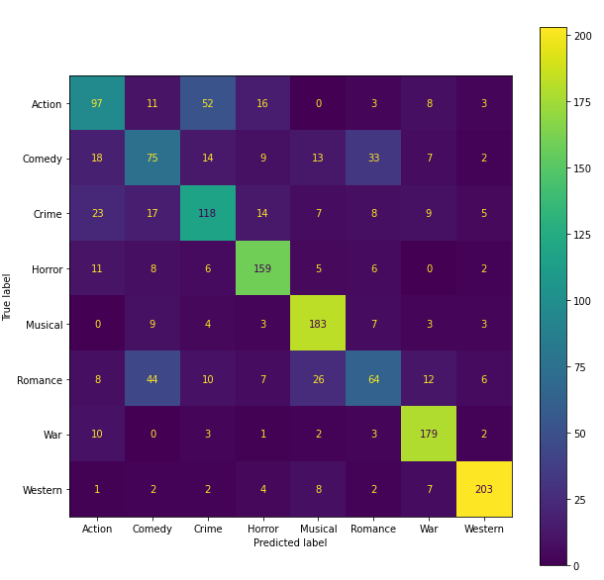 Action 97 11 52 16 0 3 8 3
Comedy 18 75 14 9 13 33 7 2
Crime 23 17 118 14 7 8 9 5
Horror 11 8 6 159 5 6 0 2
Musical 0 9 4 3 183 7 3 3
Romance 8 44 10 7 26 64 12 6
War 10 0 3 1 2 3 179 2
Western 1 2 2 4 8 2 7 203
Action Comedy Crime Horror Musical Romance War Western
Predicted label
True label
200
175
150
125
100
75
50
25
0